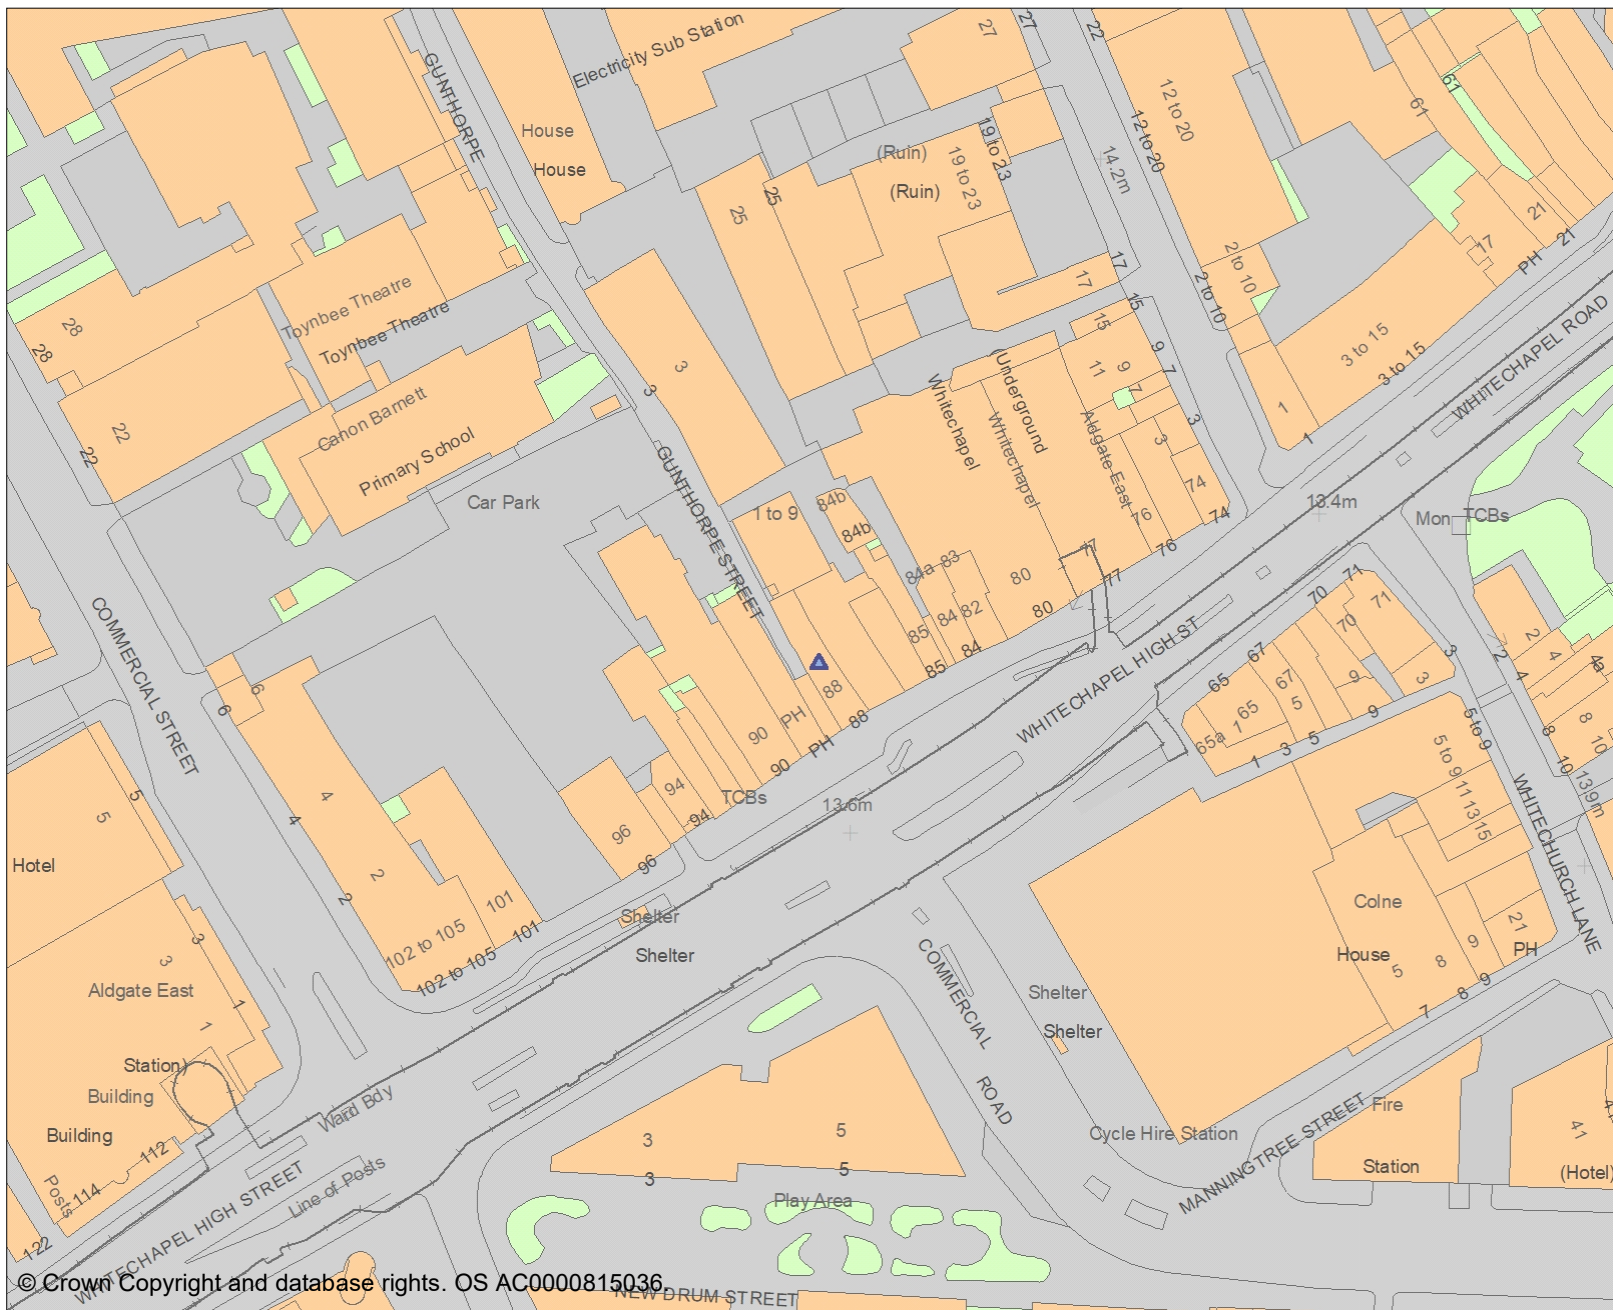 Electricity Sub Station
27
27
22
GUNTHORPE
House
House
12 to 20
12 to 20
61
61
19 to 23
19 to 23
(Ruin)
(Ruin)
14.2m
25
25
21
21
17
PH
17
17
2 to 10
2 to 10
28
28
Toynbee Theatre
Toynbee Theatre
15
15
3 to 15
3 to 15
WHITECHAPEL ROAD
3
3
11
9
7
9
7
(Underground
Whitechapel
Whitechapel
Aldgate East
22
22
Canon Barnett
Primary School
Car Park
GUNTHORPE STREET
1
1
3
3
74
74
76
76
77
77
13.4m
Mon
TCBs
1 to 9
84b
84b
84a
83
80
80
82
84
84
85
85
COMMERCIAL STREET
WHITECHAPEL HIGH ST
70
71
70
71
67
67
65
65
65a
1
5
9
3
3
1
3
5
9
2
2
4
4
4a
8
8
10
10
13.9m
6
6
88
88
PH
PH
90
90
94
94
TCBs
96
96
13.6m
4
4
2
2
101
101
102 to 105
102 to 105
5
5
Hotel
5 to 9
5 to 9
11
13
15
WHITECHURCH LANE
Colne
House
21
PH
5
8
9
7
8
9
Shelter
Shelter
3
3
Aldgate East
1
1
Station)
Building
Building
112
114
Posts
122
Ward Bdy
Line of Posts
WHITECHAPEL HIGH STREET
COMMERCIAL
ROAD
Shelter
Shelter
Cycle Hire Station
MANNINGTREE STREET
Fire
Station
41
(Hotel)
3
3
5
5
Play Area
NEW DRUM STREET
© Crown Copyright and database rights. OS AC0000815036.